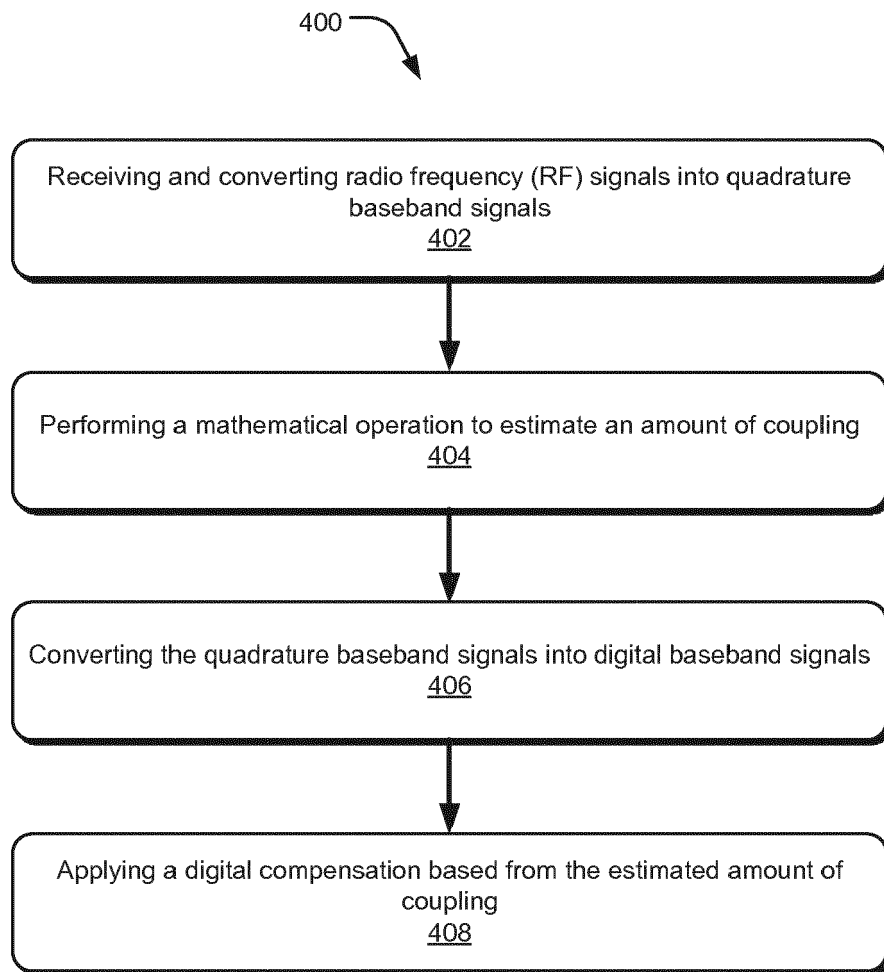 400
Receiving and converting radio frequency (RF) signals into quadrature
baseband signals
402
Performing a mathematical operation to estimate an amount of coupling
404
Converting the quadrature baseband signals into digital baseband signals
406
Applying a digital compensation based from the estimated amount of
coupling
408